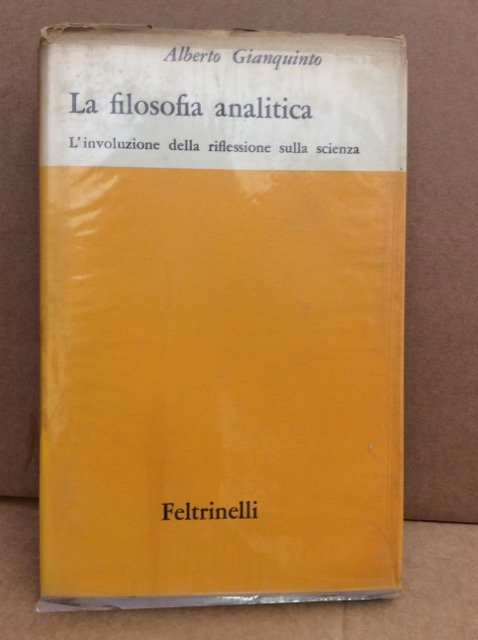 Alberto Gianquinto
La filosofia analitica
L'involuzione della riflessione sulla scienza
Feltrinelli